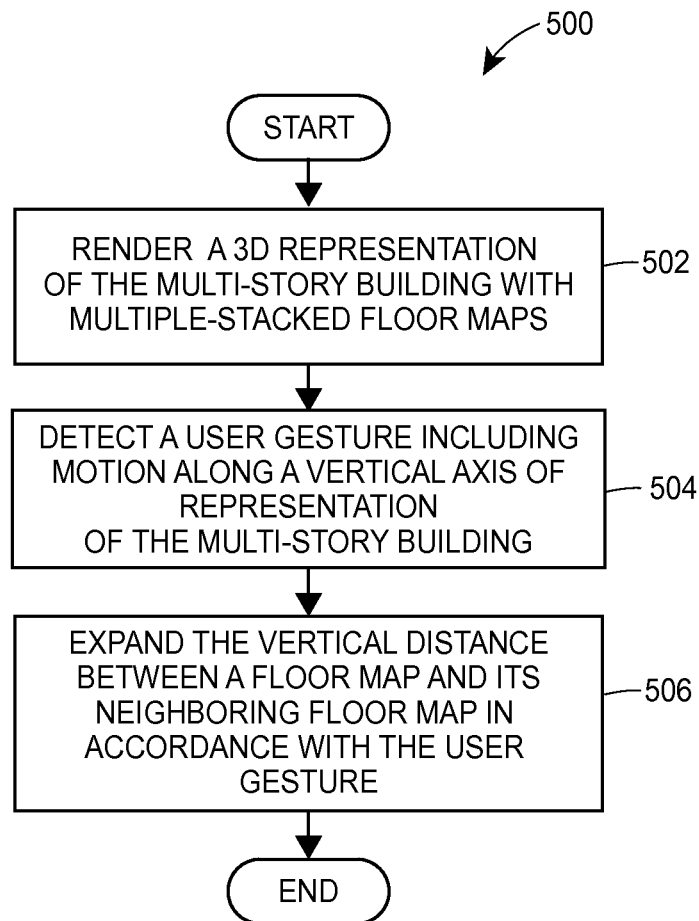 500
START
RENDER A 3D REPRESENTATION
OF THE MULTI-STORY BUILDING WITH
MULTIPLE-STACKED FLOOR MAPS
502
DETECT A USER GESTURE INCLUDING
MOTION ALONG A VERTICAL AXIS OF
REPRESENTATION
OF THE MULTI-STORY BUILDING
504
EXPAND THE VERTICAL DISTANCE
BETWEEN A FLOOR MAP AND ITS
NEIGHBORING FLOOR MAP IN
ACCORDANCE WITH THE USER
GESTURE
506
END